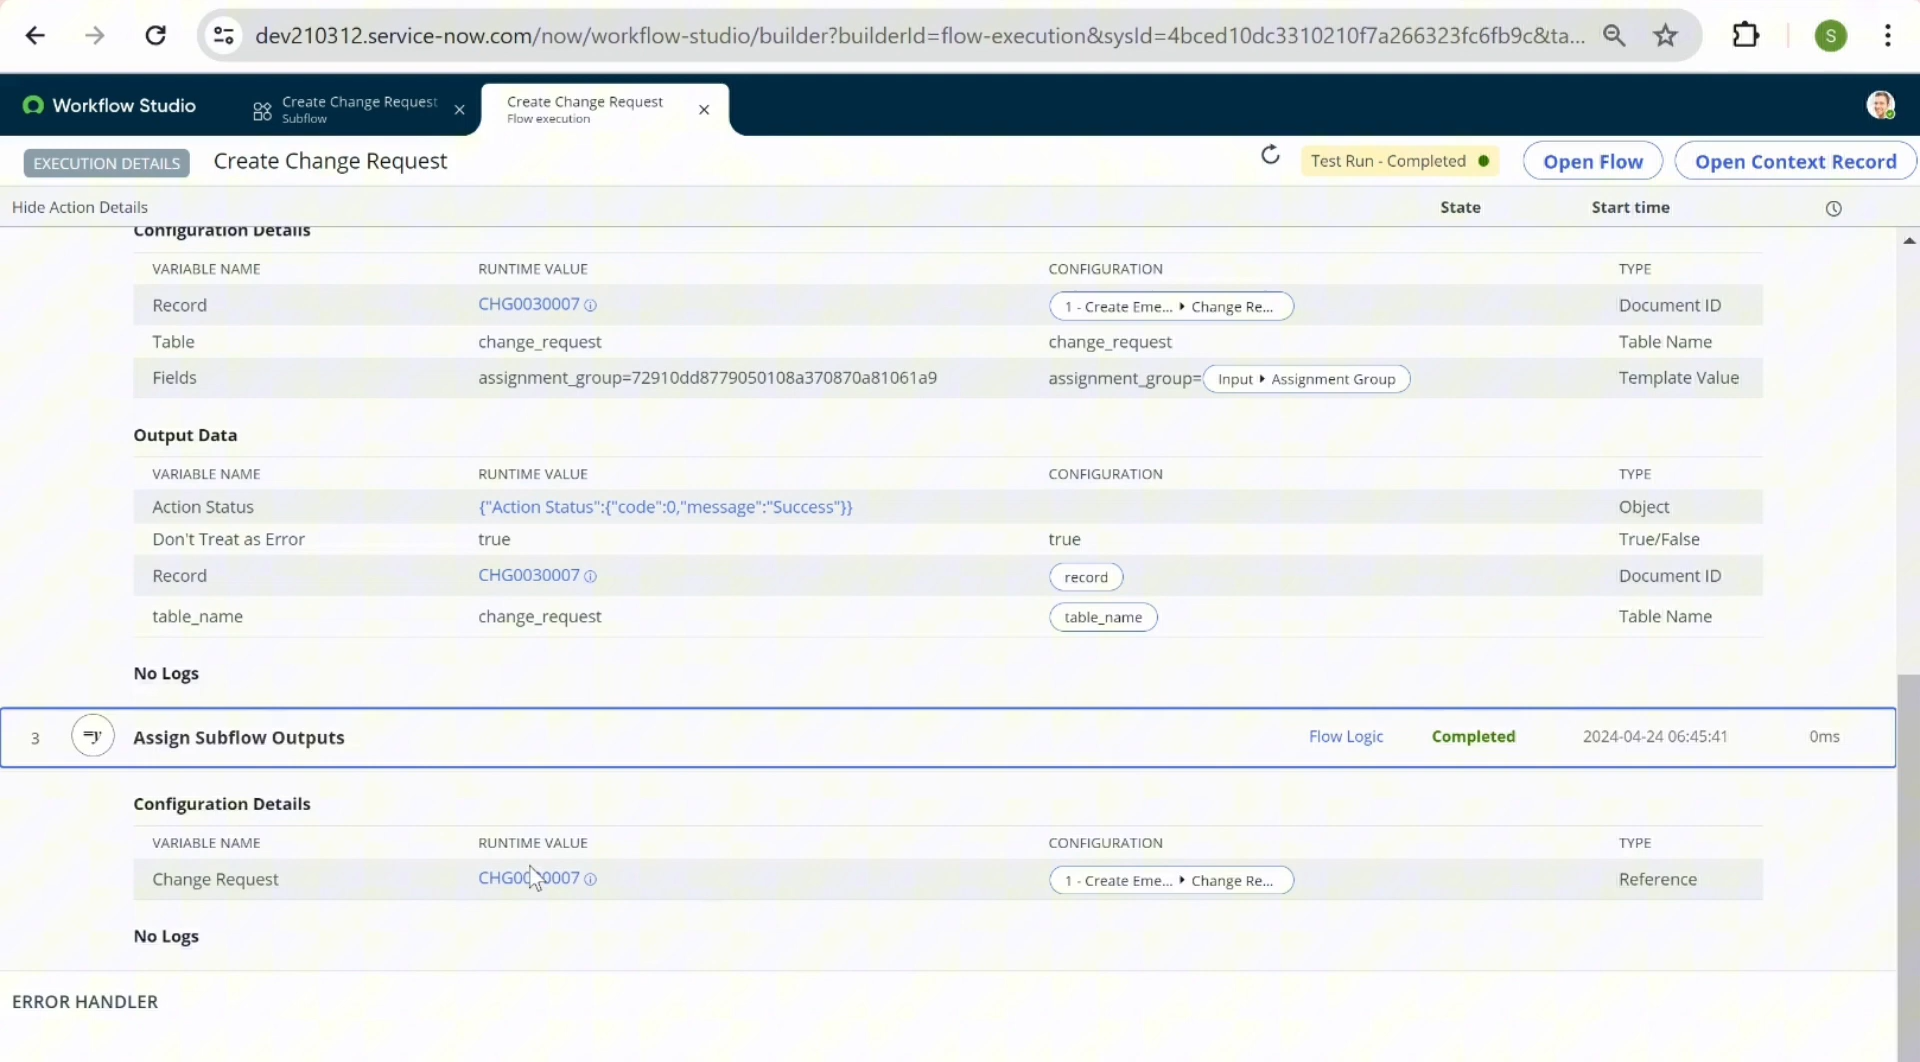 dev210312.service-now.com/now/workflow-studio/builder?builderId=flow-execution&sysId=4bced10dc3310210f7a266323fc6fb9c&ta...
S
Workflow Studio
Create Change Request
Subflow
Create Change Request
Flow execution
EXECUTION DETAILS
Create Change Request
Test Run - Completed
Open Flow
Open Context Record
Hide Action Details
State
Start time
Configuration Details
VARIABLE NAME RUNTIME VALUE CONFIGURATION TYPE
Record CHG0030007 1 - Create Eme... Change Re... Document ID
Table change_request change_request Table Name
Fields assignment_group=72910dd8779050108a370870a81061a9 assignment_group= Input Assignment Group Template Value
Output Data
VARIABLE NAME RUNTIME VALUE CONFIGURATION TYPE
Action Status {"Action Status":{"code":0,"message":"Success"}} Object
Don't Treat as Error true true True/False
Record CHG0030007 record Document ID
table_name change_request table_name Table Name
No Logs
3 =y Assign Subflow Outputs Flow Logic Completed 2024-04-24 06:45:41 0ms
Configuration Details
VARIABLE NAME RUNTIME VALUE CONFIGURATION TYPE
Change Request CHG0030007 1 - Create Eme... Change Re... Reference
No Logs
ERROR HANDLER